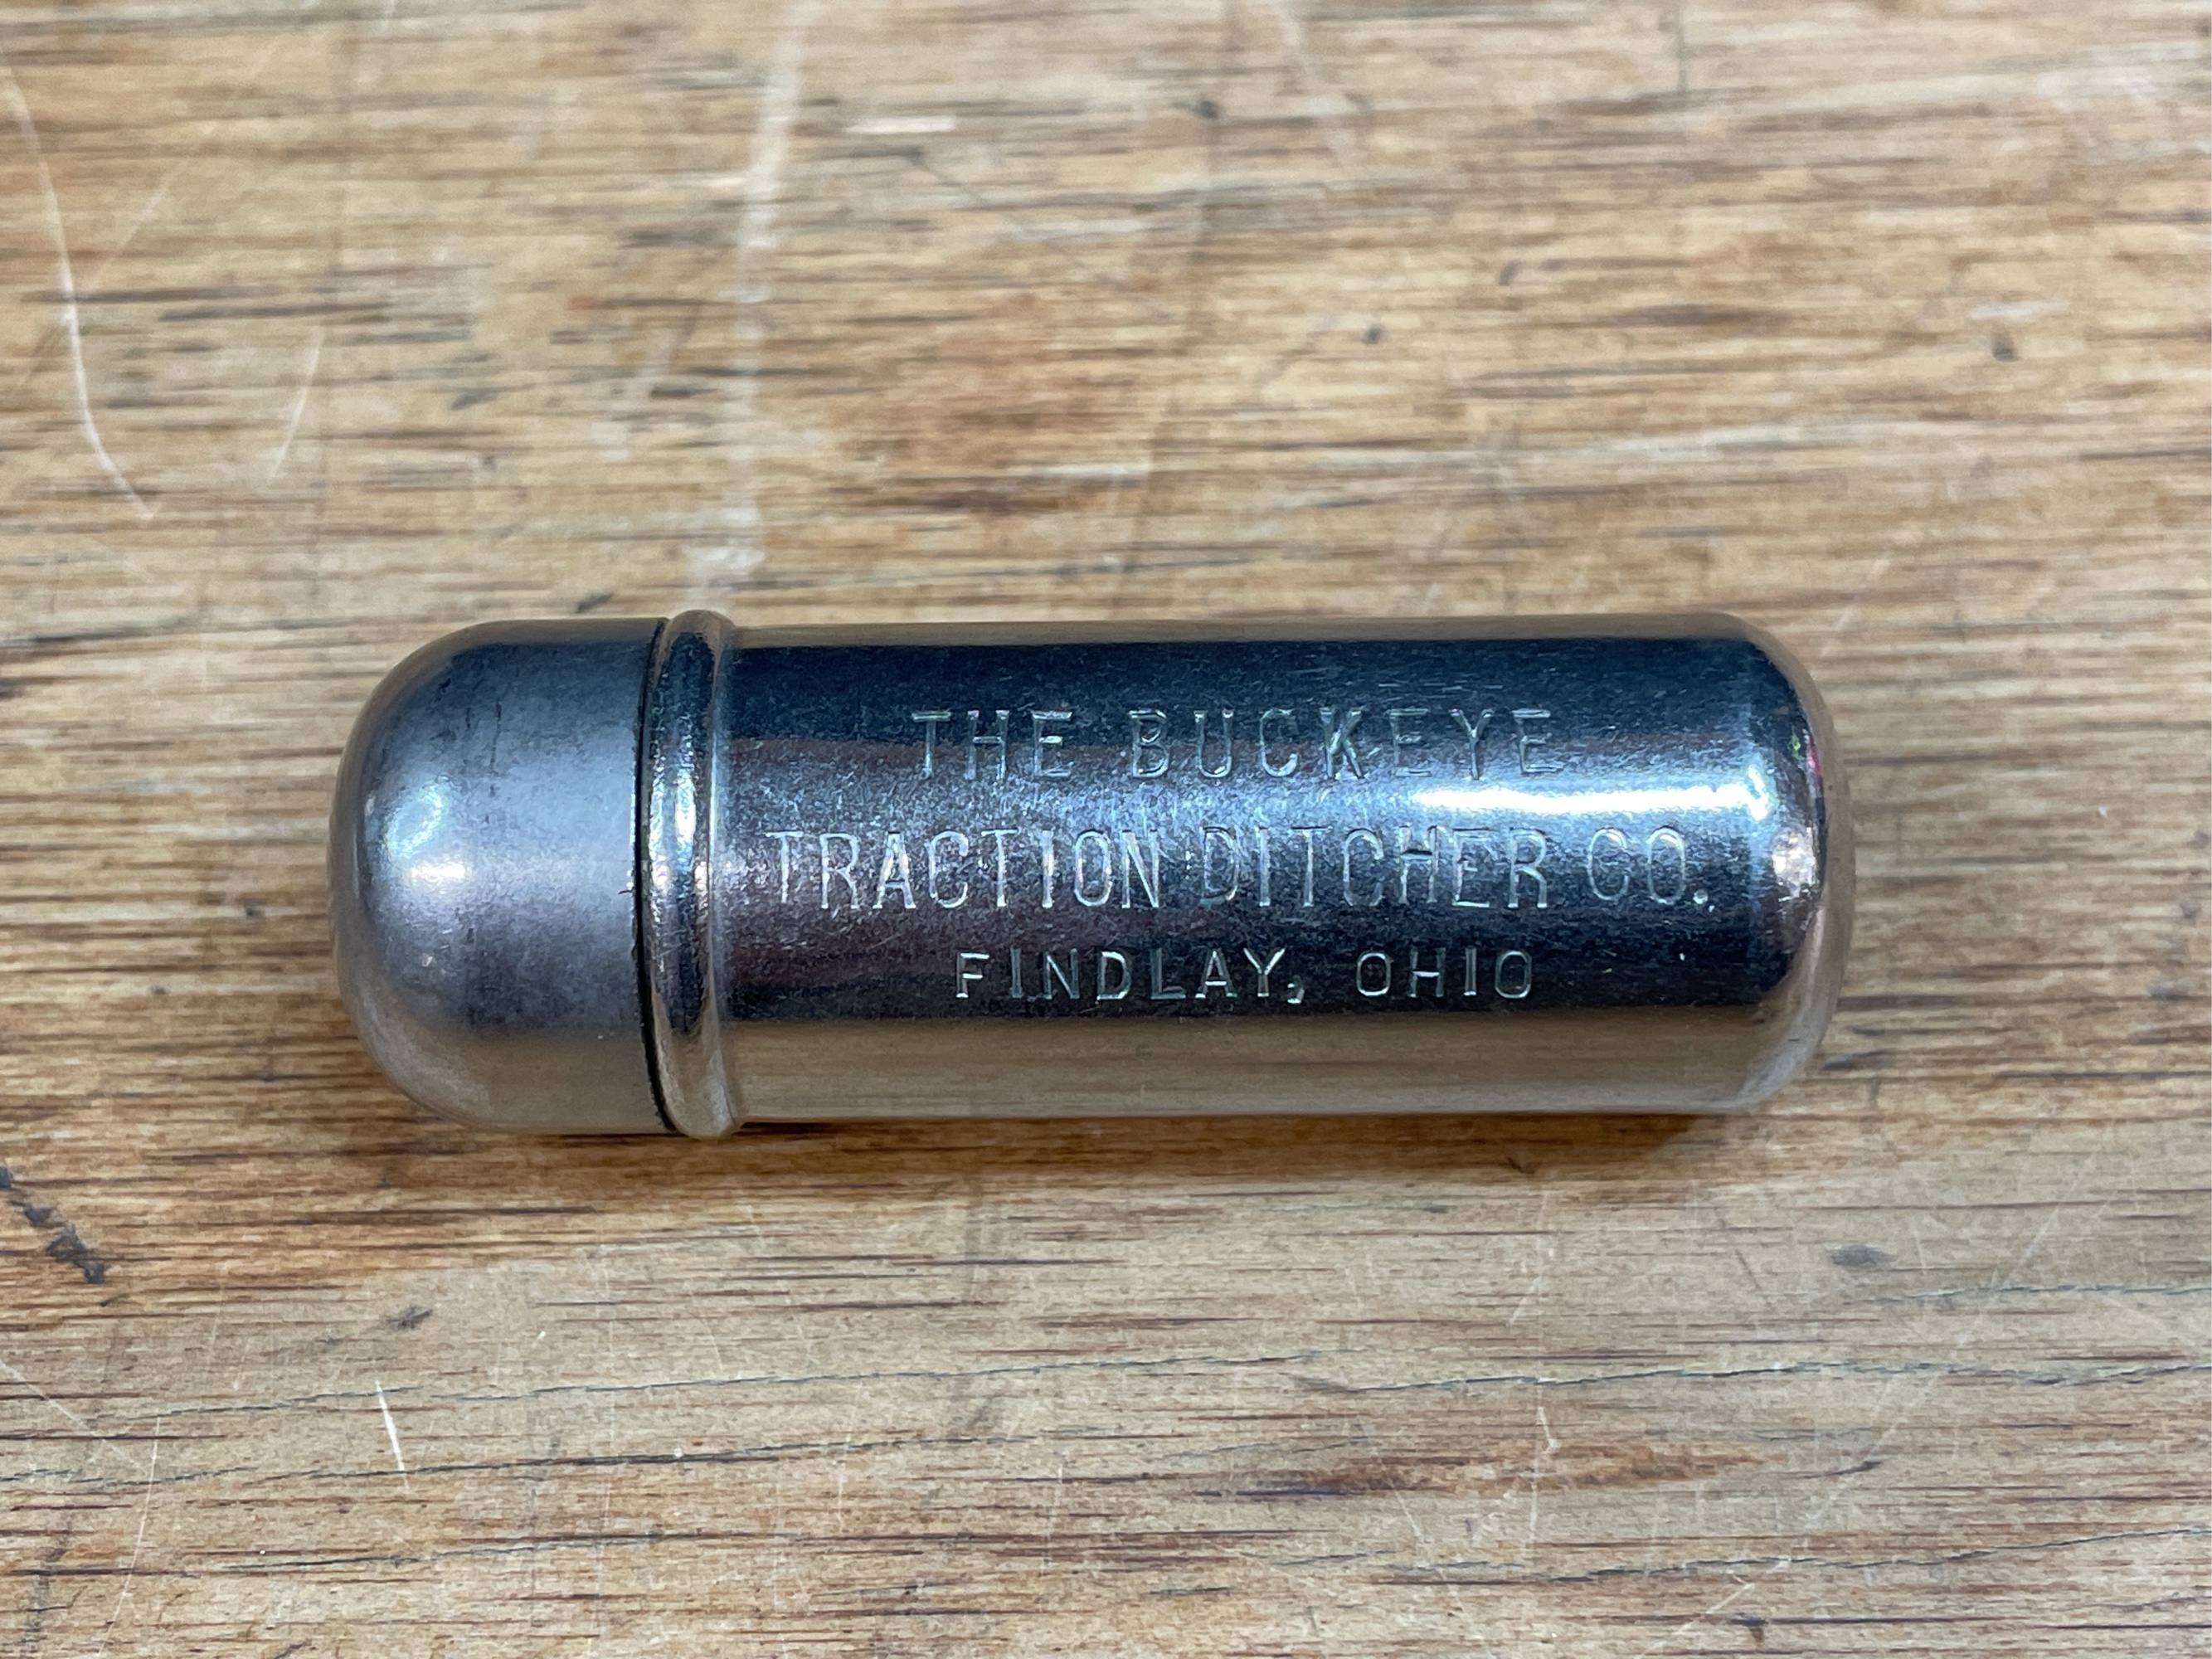 THE BUCKEYE
TRACTION DITCHER CO.
FINDLAY, OHIO